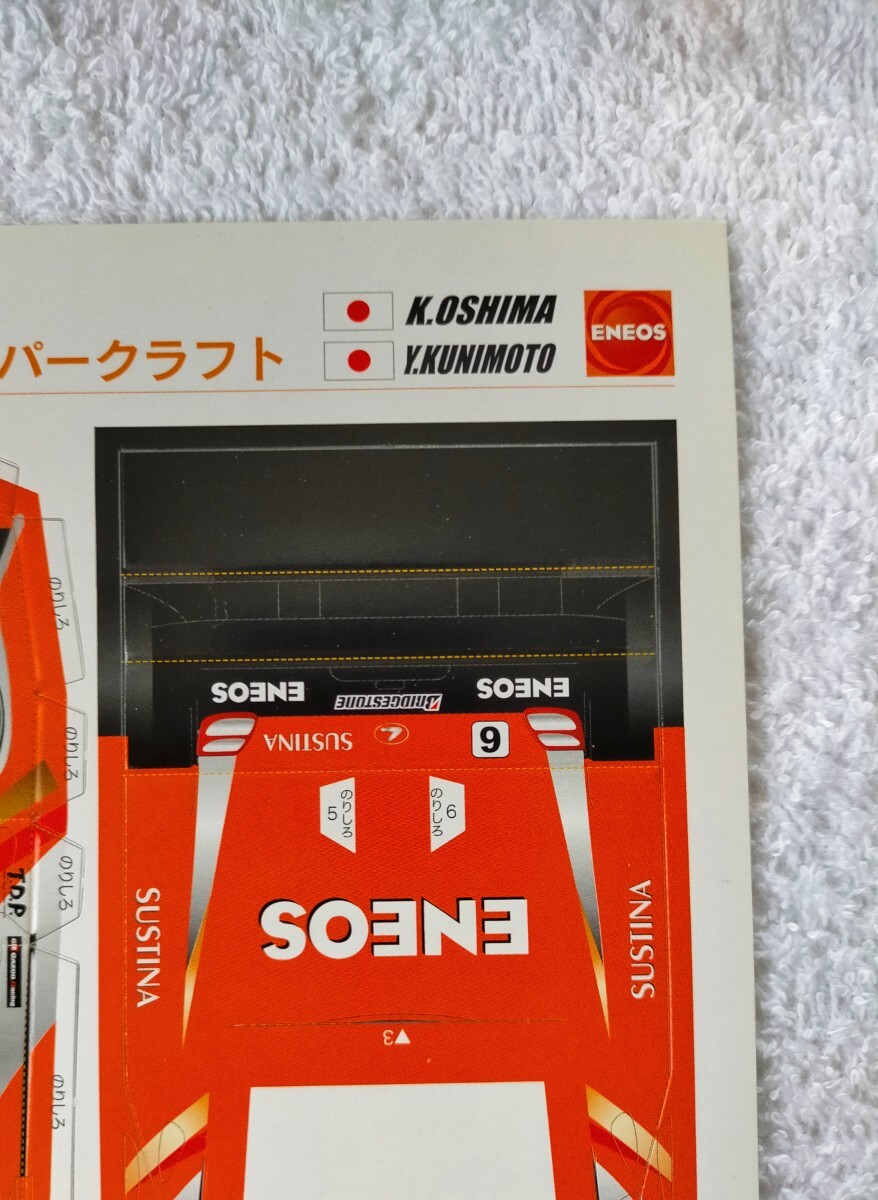 K.OSHIMA
ENEOS
パークラフト
Y.KUNIMOTO
のりしろ
のりしろ
のりしろ
のりしろ
T.D.P.
ENEOS
BRIDGESTONE
ENEOS
SUSTINA
6
5 のりしろ
のりしろ 6
SUSTINA
ENEOS
SUSTINA
▼3